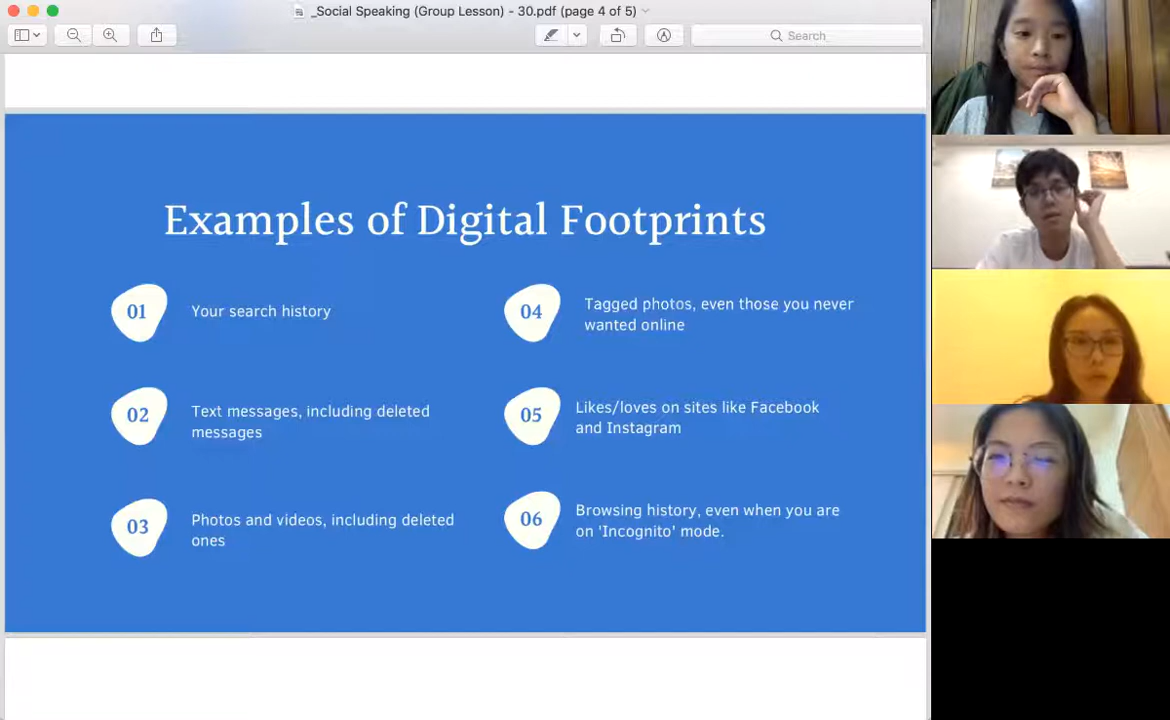 _Social Speaking (Group Lesson) - 30.pdf (page 4 of 5)
Search
Examples of Digital Footprints
01
Your search history
02
Text messages, including deleted
messages
03
Photos and videos, including deleted
ones
04
Tagged photos, even those you never
wanted online
05
Likes/loves on sites like Facebook
and Instagram
06
Browsing history, even when you are
on 'Incognito' mode.